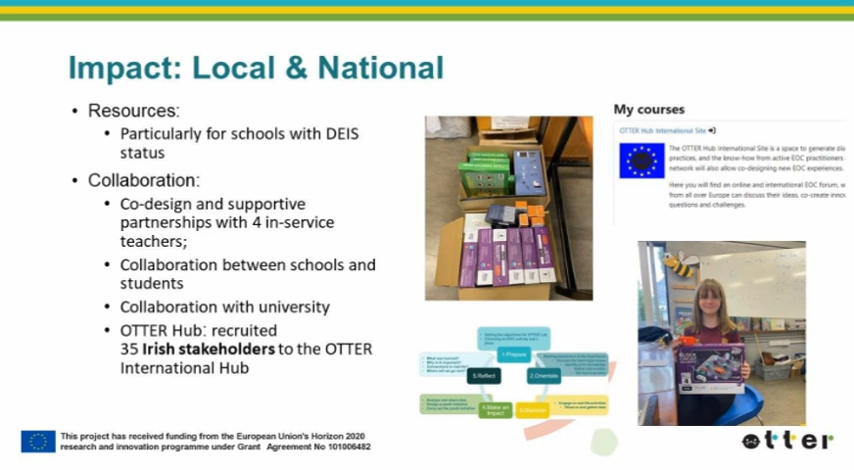 Impact: Local & National
• Resources:
• Particularly for schools with DEIS
status
• Collaboration:
• Co-design and supportive
partnerships with 4 in-service
teachers;
• Collaboration between schools and
students
• Collaboration with university
• OTTER Hub: recruited
35 Irish stakeholders to the OTTER
International Hub
My courses
OTTER Hub International Site
The OTTER Hub International Site is a space to generate dis
practices, and the know-how from active EOC practitioners
network will also allow co-designing new EOC experiences.
Here you will find an online and international EOC forum, w
from all over Europe can discuss their ideas, co-create innov
questions and challenges.
1.Prepare
2.Orientate
3.Discover
4.Make an
Impact
5.Reflect
This project has received funding from the European Union's Horizon 2020
research and innovation programme under Grant Agreement No 101006482
otter